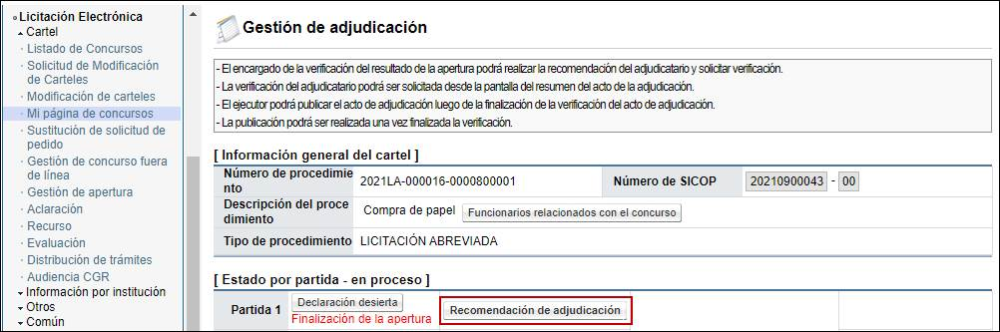 Licitación Electrónica
Cartel
Listado de Concursos
Solicitud de Modificación
de Carteles
Modificación de carteles
Mi página de concursos
Sustitución de solicitud de
pedido
Gestión de concurso fuera
de línea
Gestión de apertura
Aclaración
Recurso
Evaluación
Distribución de trámites
Audiencia CGR
Información por institución
Otros
Común
Gestión de adjudicación
- El encargado de la verificación del resultado de la apertura podrá realizar la recomendación del adjudicatario y solicitar verificación.
- La verificación del adjudicatario podrá ser solicitada desde la pantalla del resumen del acto de la adjudicación.
- El ejecutor podrá publicar el acto de adjudicación luego de la finalización de la verificación del acto de adjudicación.
- La publicación podrá ser realizada una vez finalizada la verificación.
[ Información general del cartel ]
Número de procedimie
nto
2021LA-000016-0000800001
Número de SICOP
20210900043 - 00
Descripción del proce
dimiento
Compra de papel
Funcionarios relacionados con el concurso
Tipo de procedimiento
LICITACIÓN ABREVIADA
[ Estado por partida - en proceso ]
Partida 1
Declaración desierta
Finalización de la apertura
Recomendación de adjudicación